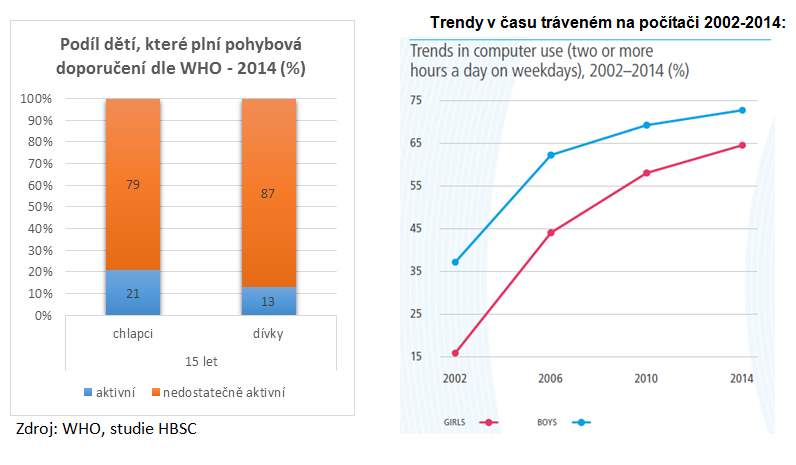 Podíl dětí, které plní pohybová
doporučení dle WHO - 2014 (%)
100%
90%
80%
70%
60%
50%
40%
30%
20%
10%
0%
79
87
21
13
chlapci
dívky
15 let
aktivní
nedostatečně aktivní
Zdroj: WHO, studie HBSC
Trendy v času tráveném na počítači 2002-2014:
Trends in computer use (two or more
hours a day on weekdays), 2002–2014 (%)
75
65
55
45
35
25
15
2002
2006
2010
2014
GIRLS
BOYS